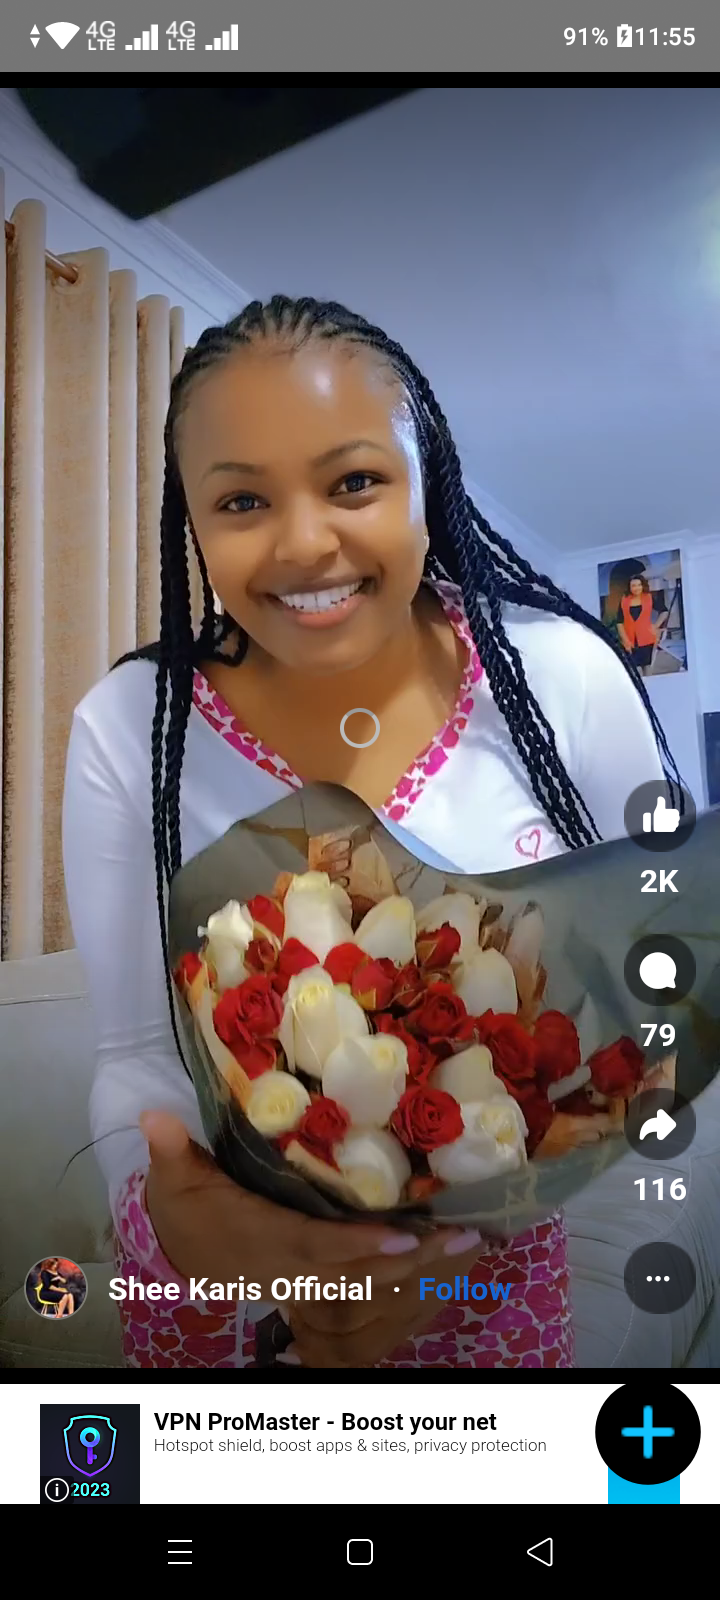 4G LTE 4G LTE 91% 11:55
2K
79
116
Shee Karis Official · Follow
VPN ProMaster - Boost your net
Hotspot shield, boost apps & sites, privacy protection
2023